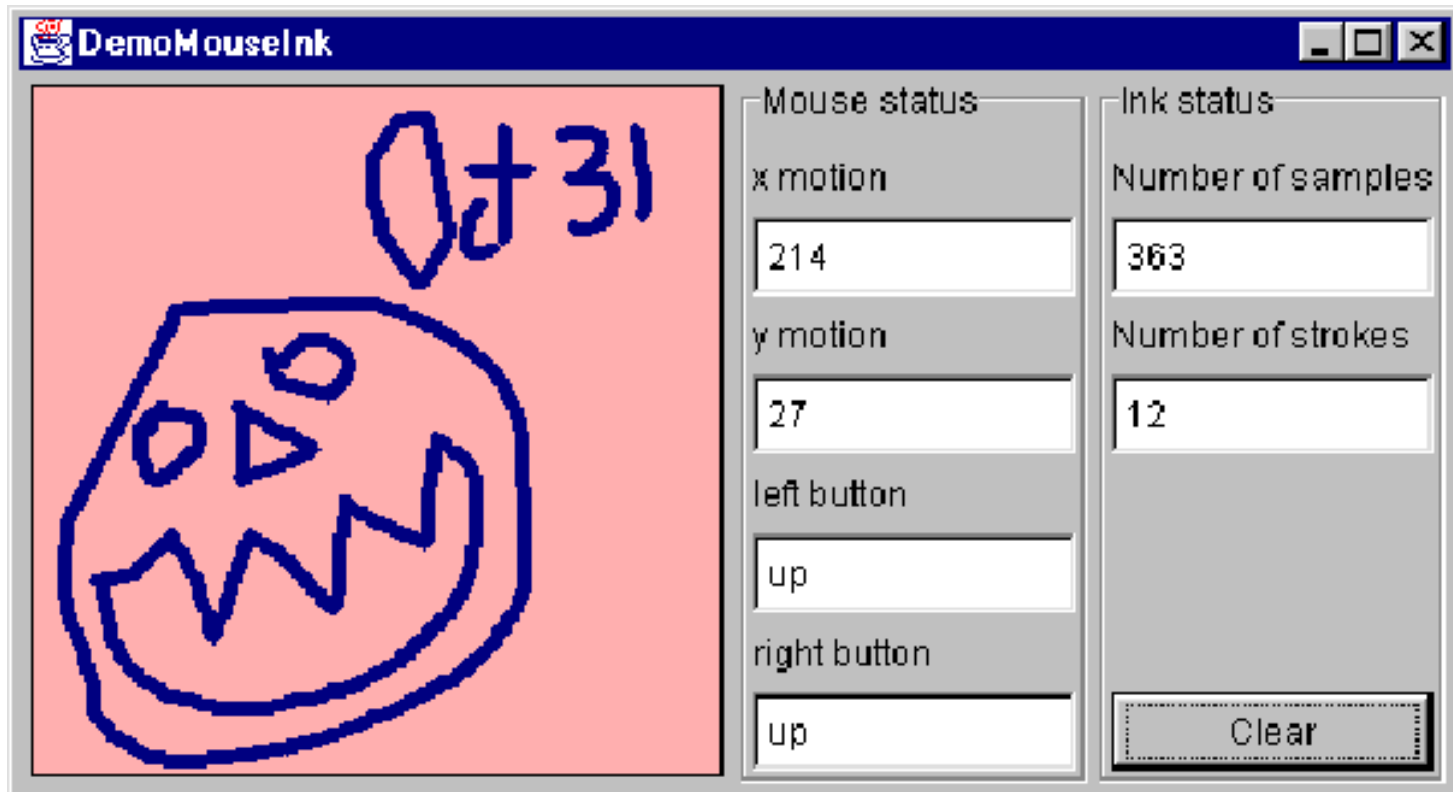 DemoMouseInk
Oct 31
Mouse status
x motion
214
y motion
27
left button
up
right button
up
Ink status
Number of samples
363
Number of strokes
12
Clear